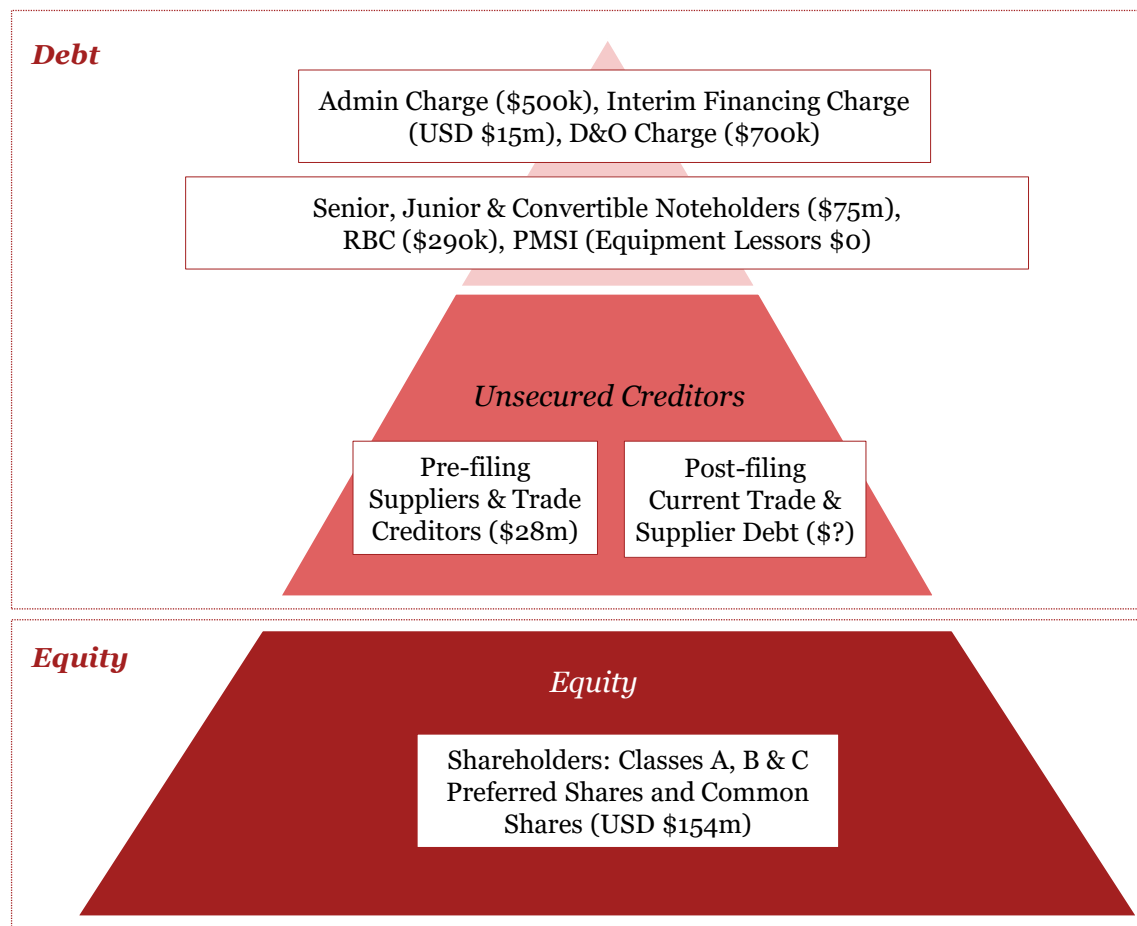 Debt
Admin Charge ($500k), Interim Financing Charge
(USD $15m), D&O Charge ($700k)
Senior, Junior & Convertible Noteholders ($75m),
RBC ($290k), PMSI (Equipment Lessors $0)
Unsecured Creditors
Pre-filing
Suppliers & Trade
Creditors ($28m)
Post-filing
Current Trade &
Supplier Debt ($?)
Equity
Equity
Shareholders: Classes A, B & C
Preferred Shares and Common
Shares (USD $154m)